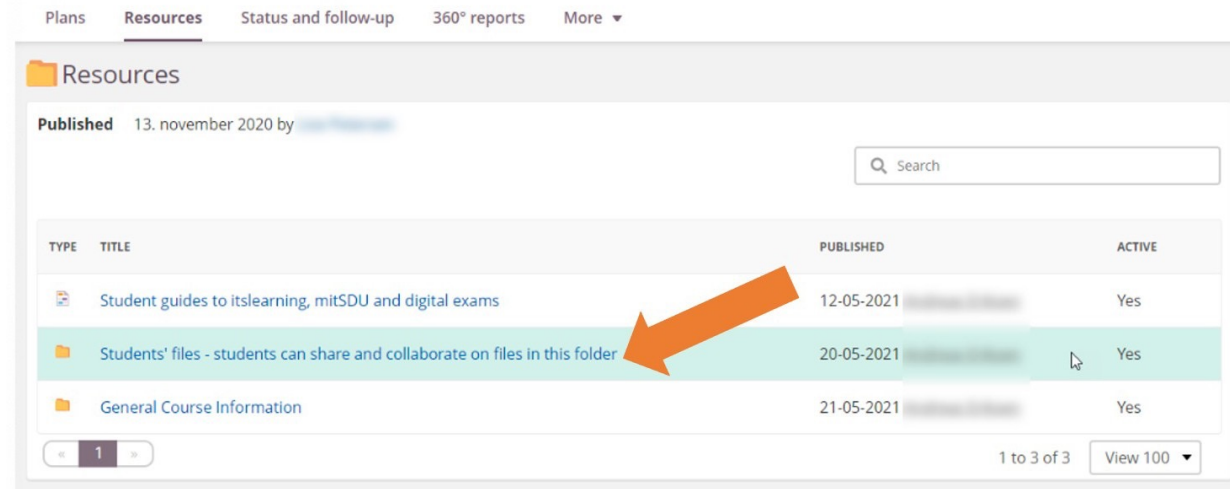 Plans Resources Status and follow-up 360° reports More
Resources
Published 13. november 2020 by
Search
TYPE TITLE PUBLISHED ACTIVE
Student guides to itslearning, mitSDU and digital exams 12-05-2021 Yes
Students' files - students can share and collaborate on files in this folder 20-05-2021 Yes
General Course Information 21-05-2021 Yes
« 1 » 1 to 3 of 3 View 100